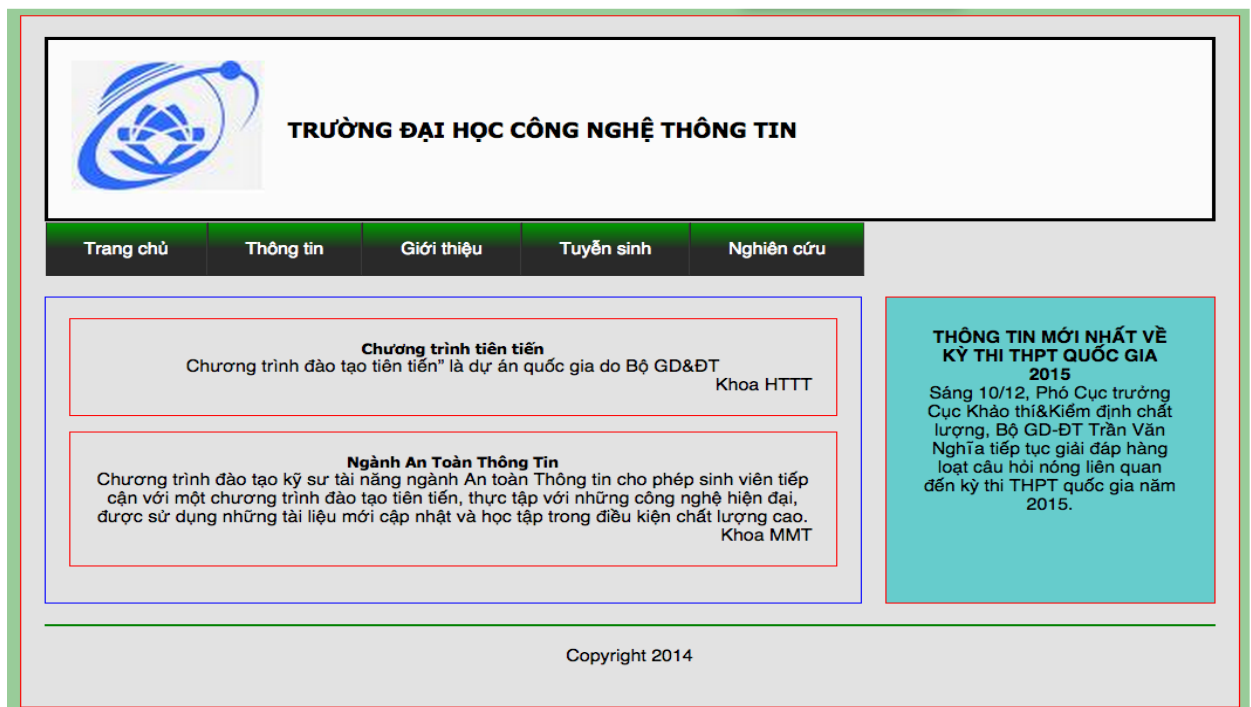 TRƯỜNG ĐẠI HỌC CÔNG NGHỆ THÔNG TIN
Trang chủ Thông tin Giới thiệu Tuyển sinh Nghiên cứu
Chương trình tiên tiến
Chương trình đào tạo tiên tiến” là dự án quốc gia do Bộ GD&ĐT
Khoa HTTT
Ngành An Toàn Thông Tin
Chương trình đào tạo kỹ sư tài năng ngành An toàn Thông tin cho phép sinh viên tiếp
cận với một chương trình đào tạo tiên tiến, thực tập với những công nghệ hiện đại,
được sử dụng những tài liệu mới cập nhật và học tập trong điều kiện chất lượng cao.
Khoa MMT
THÔNG TIN MỚI NHẤT VỀ
KỲ THI THPT QUỐC GIA
2015
Sáng 10/12, Phó Cục trưởng
Cục Khảo thí&Kiểm định chất
lượng, Bộ GD-ĐT Trần Văn
Nghĩa tiếp tục giải đáp hàng
loạt câu hỏi nóng liên quan
đến kỳ thi THPT quốc gia năm
2015.
Copyright 2014